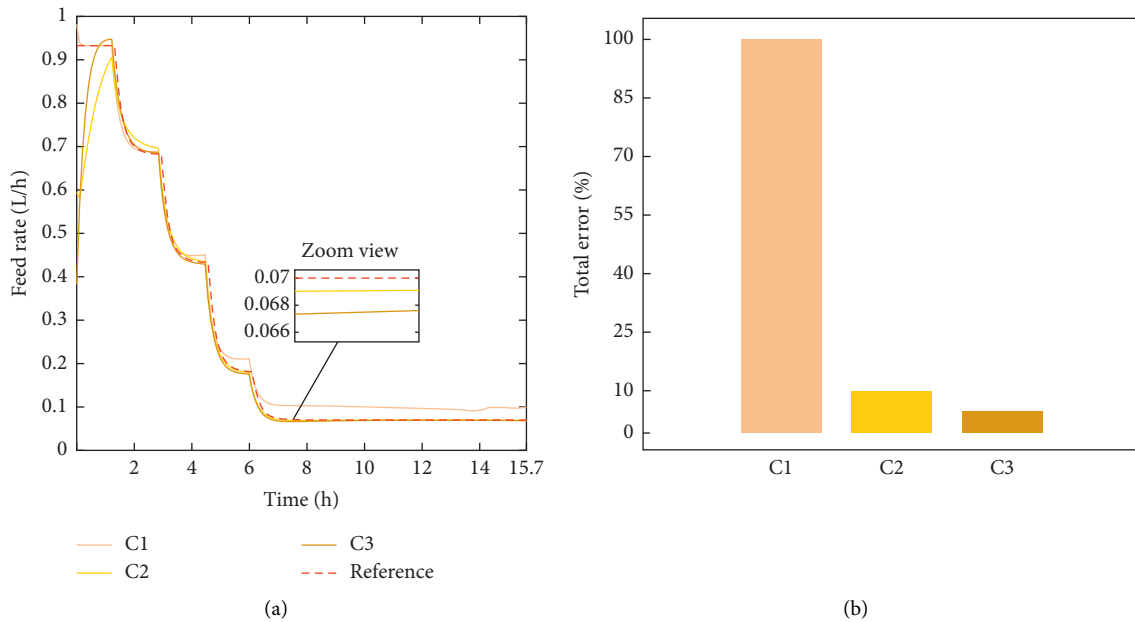 1
0.9
0.8
0.7
0.6
0.5
0.4
0.3
0.2
0.1
0
Feed rate (L/h)
Zoom view
0.07
0.068
0.066
2 4 6 8 10 12 14 15.7
Time (h)
C1 C3
C2 Reference
(a)
100
85
70
55
40
25
10
0
Total error (%)
C1 C2 C3
(b)